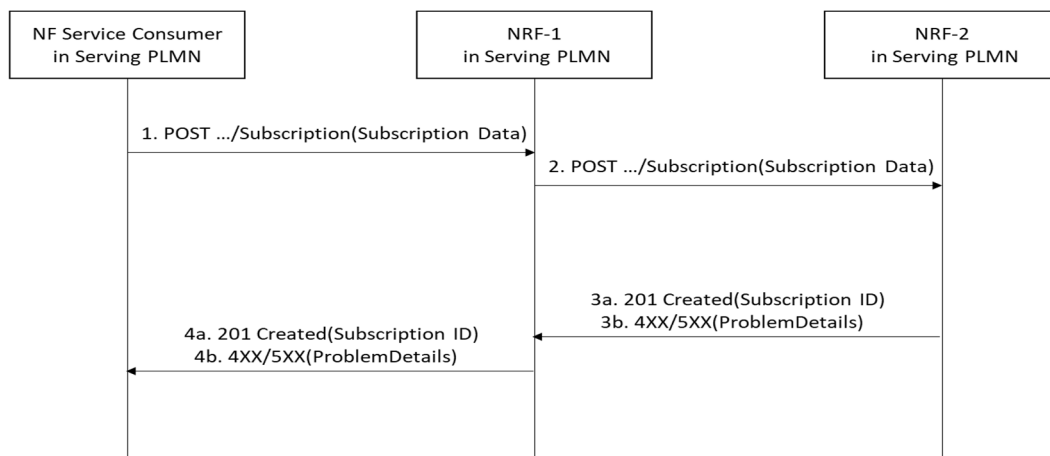 NF Service Consumer
in Serving PLMN
NRF-1
in Serving PLMN
NRF-2
in Serving PLMN
1. POST .../Subscription(Subscription Data)
2. POST .../Subscription(Subscription Data)
3a. 201 Created(Subscription ID)
3b. 4XX/5XX(ProblemDetails)
4a. 201 Created(Subscription ID)
4b. 4XX/5XX(ProblemDetails)